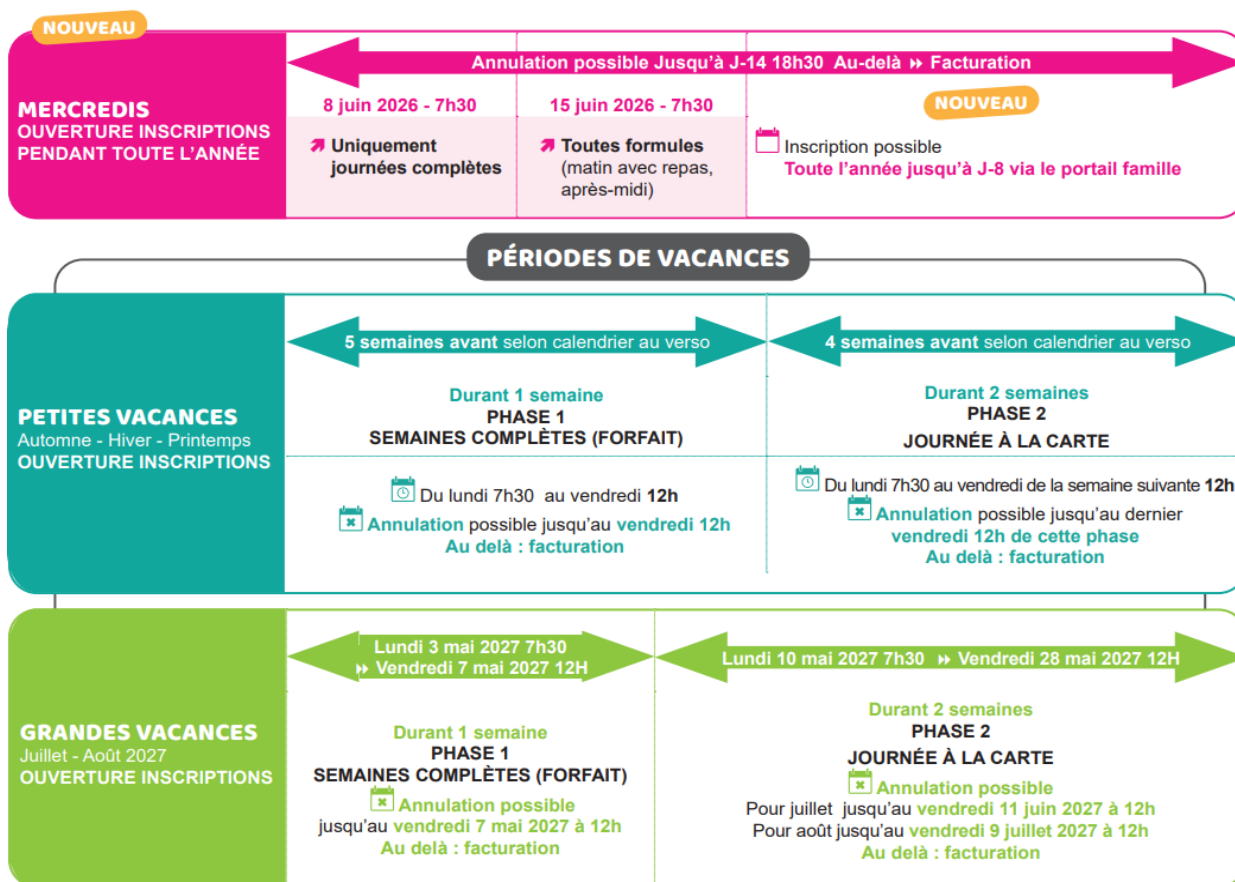 NOUVEAU
MERCREDIS
OUVERTURE INSCRIPTIONS
PENDANT TOUTE L'ANNÉE
Annulation possible Jusqu'à J-14 18h30 Au-delà Facturation
8 juin 2026 - 7h30
Uniquement
journées complètes
15 juin 2026 - 7h30
Toutes formules
(matin avec repas,
après-midi)
NOUVEAU
Inscription possible
Toute l'année jusqu'à J-8 via le portail famille
PÉRIODES DE VACANCES
PETITES VACANCES
Automne - Hiver - Printemps
OUVERTURE INSCRIPTIONS
5 semaines avant selon calendrier au verso
Durant 1 semaine
PHASE 1
SEMAINES COMPLÈTES (FORFAIT)
Du lundi 7h30 au vendredi 12h
Annulation possible jusqu'au vendredi 12h
Au delà : facturation
4 semaines avant selon calendrier au verso
Durant 2 semaines
PHASE 2
JOURNÉE À LA CARTE
Du lundi 7h30 au vendredi de la semaine suivante 12h
Annulation possible jusqu'au dernier
vendredi 12h de cette phase
Au delà : facturation
GRANDES VACANCES
Juillet - Août 2027
OUVERTURE INSCRIPTIONS
Lundi 3 mai 2027 7h30
Vendredi 7 mai 2027 12H
Durant 1 semaine
PHASE 1
SEMAINES COMPLÈTES (FORFAIT)
Annulation possible
jusqu'au vendredi 7 mai 2027 à 12h
Au delà : facturation
Lundi 10 mai 2027 7h30 Vendredi 28 mai 2027 12H
Durant 2 semaines
PHASE 2
JOURNÉE À LA CARTE
Annulation possible
Pour juillet jusqu'au vendredi 11 juin 2027 à 12h
Pour août jusqu'au vendredi 9 juillet 2027 à 12h
Au delà : facturation